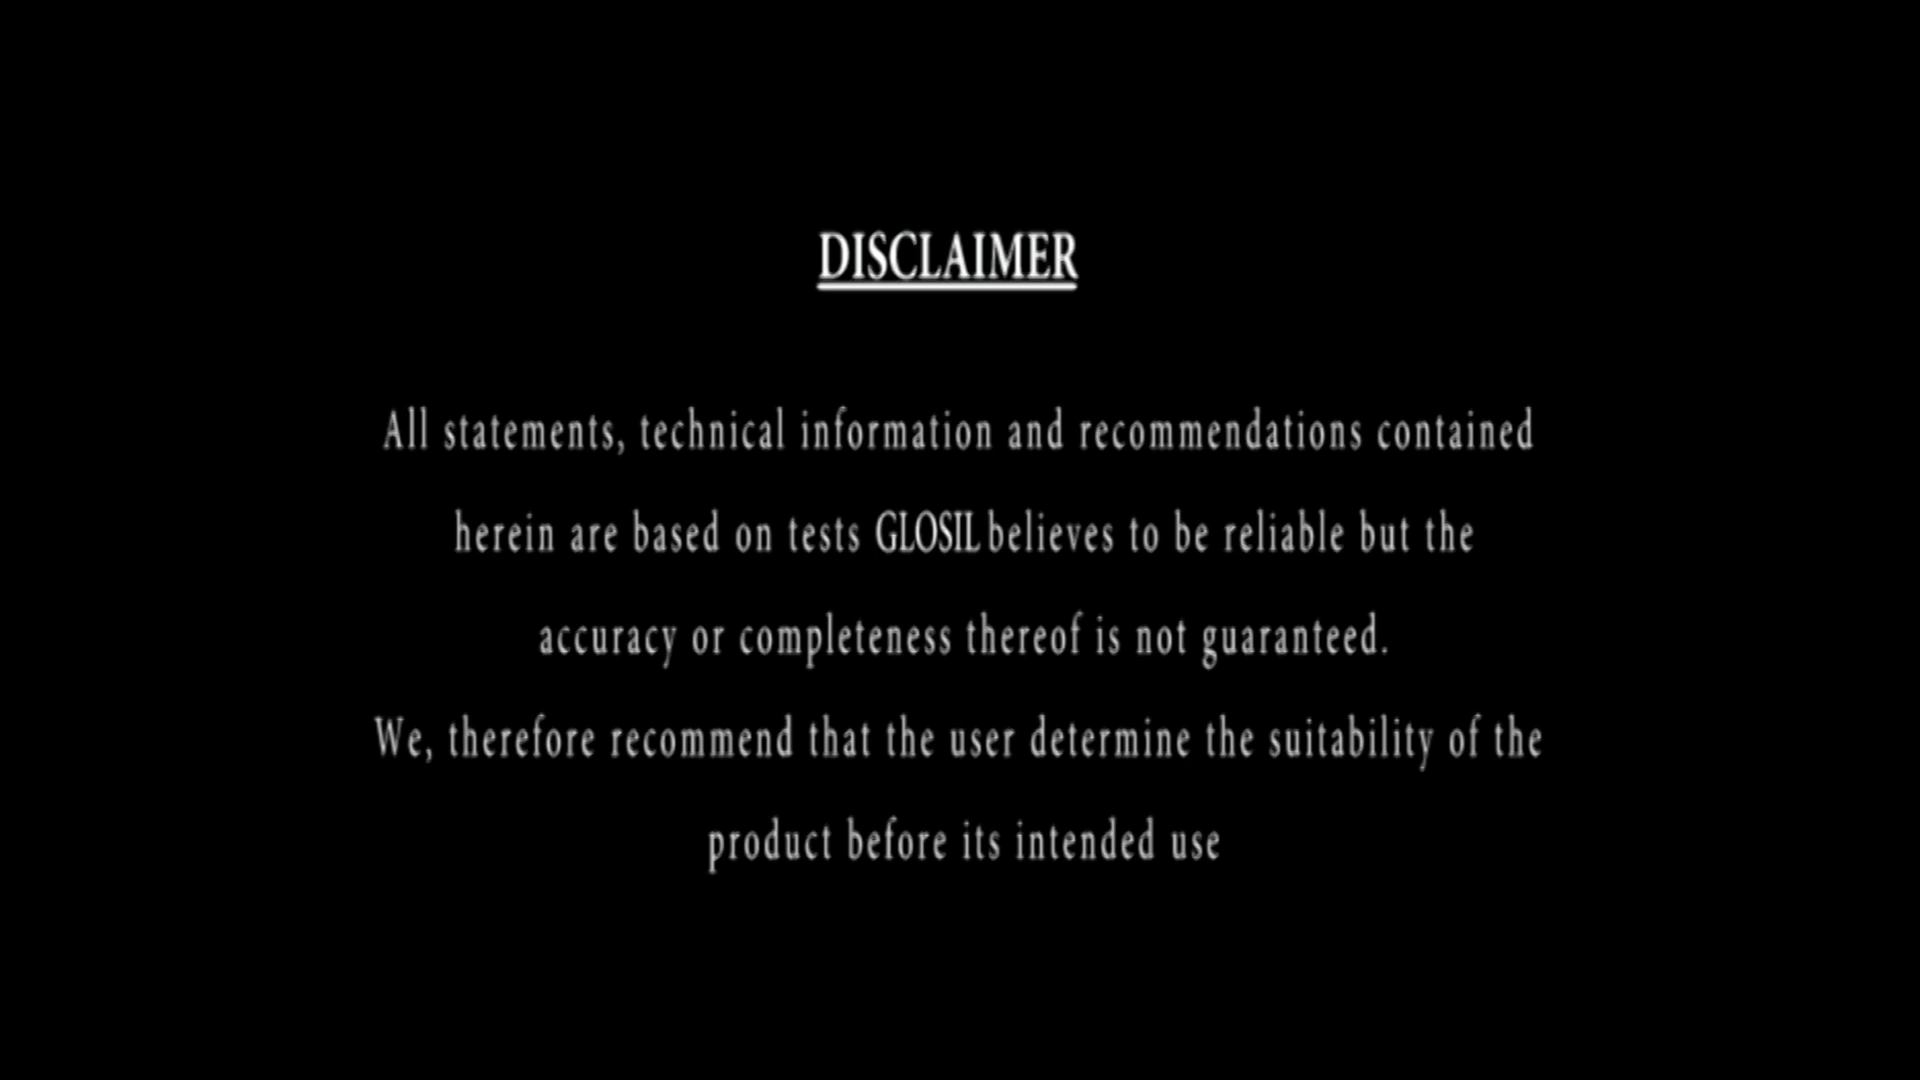 DISCLAIMER
All statements, technical information and recommendations contained
herein are based on tests GLOSIL believes to be reliable but the
accuracy or completeness thereof is not guaranteed.
We, therefore recommend that the user determine the suitability of the
product before its intended use